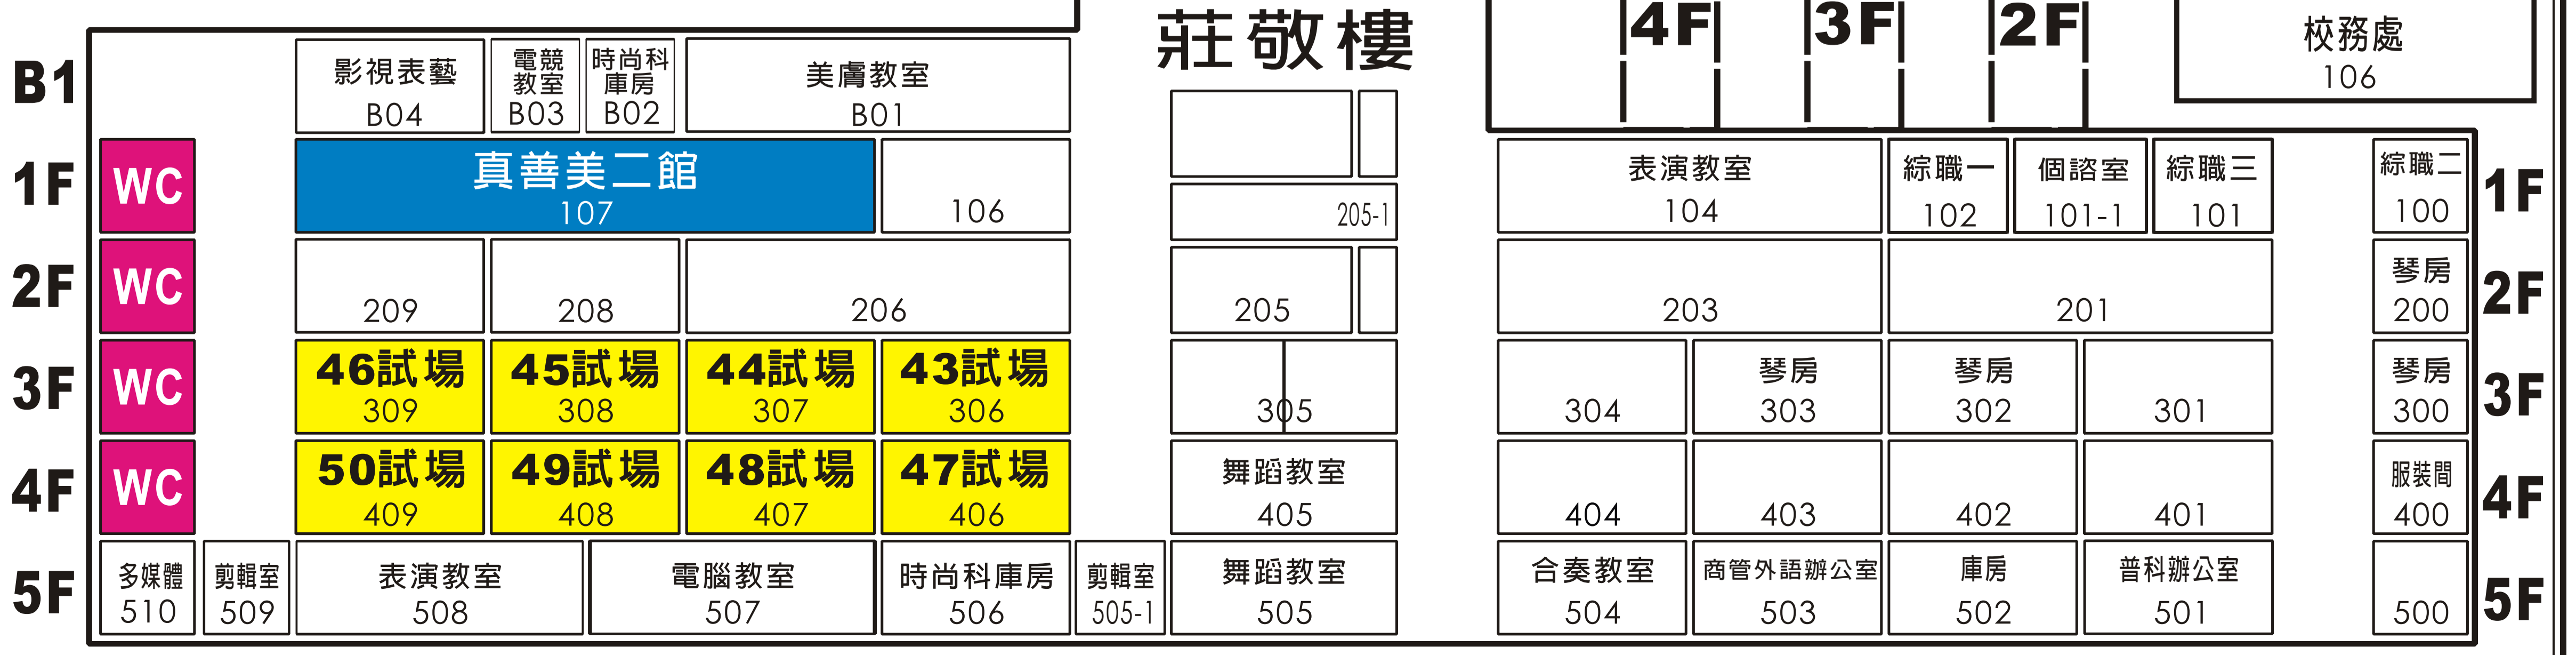 莊敬樓
4F 3F 2F
校務處
106
B1
影視表藝
B04
電競
教室
B03
時尚科
庫房
B02
美膚教室
B01
1F
WC
真善美二館
107
106
205-1
表演教室
104
綜職一
102
個諮室
101-1
綜職三
101
綜職二
100
1F
2F
WC
209
208
206
205
203
201
琴房
200
2F
3F
WC
46試場
309
45試場
308
44試場
307
43試場
306
305
304
琴房
303
琴房
302
301
琴房
300
3F
4F
WC
50試場
409
49試場
408
48試場
407
47試場
406
舞蹈教室
405
404
403
402
401
服裝間
400
4F
5F
多媒體
510
剪輯室
509
表演教室
508
電腦教室
507
時尚科庫房
506
剪輯室
505-1
舞蹈教室
505
合奏教室
504
商管外語辦公室
503
庫房
502
普科辦公室
501
500
5F